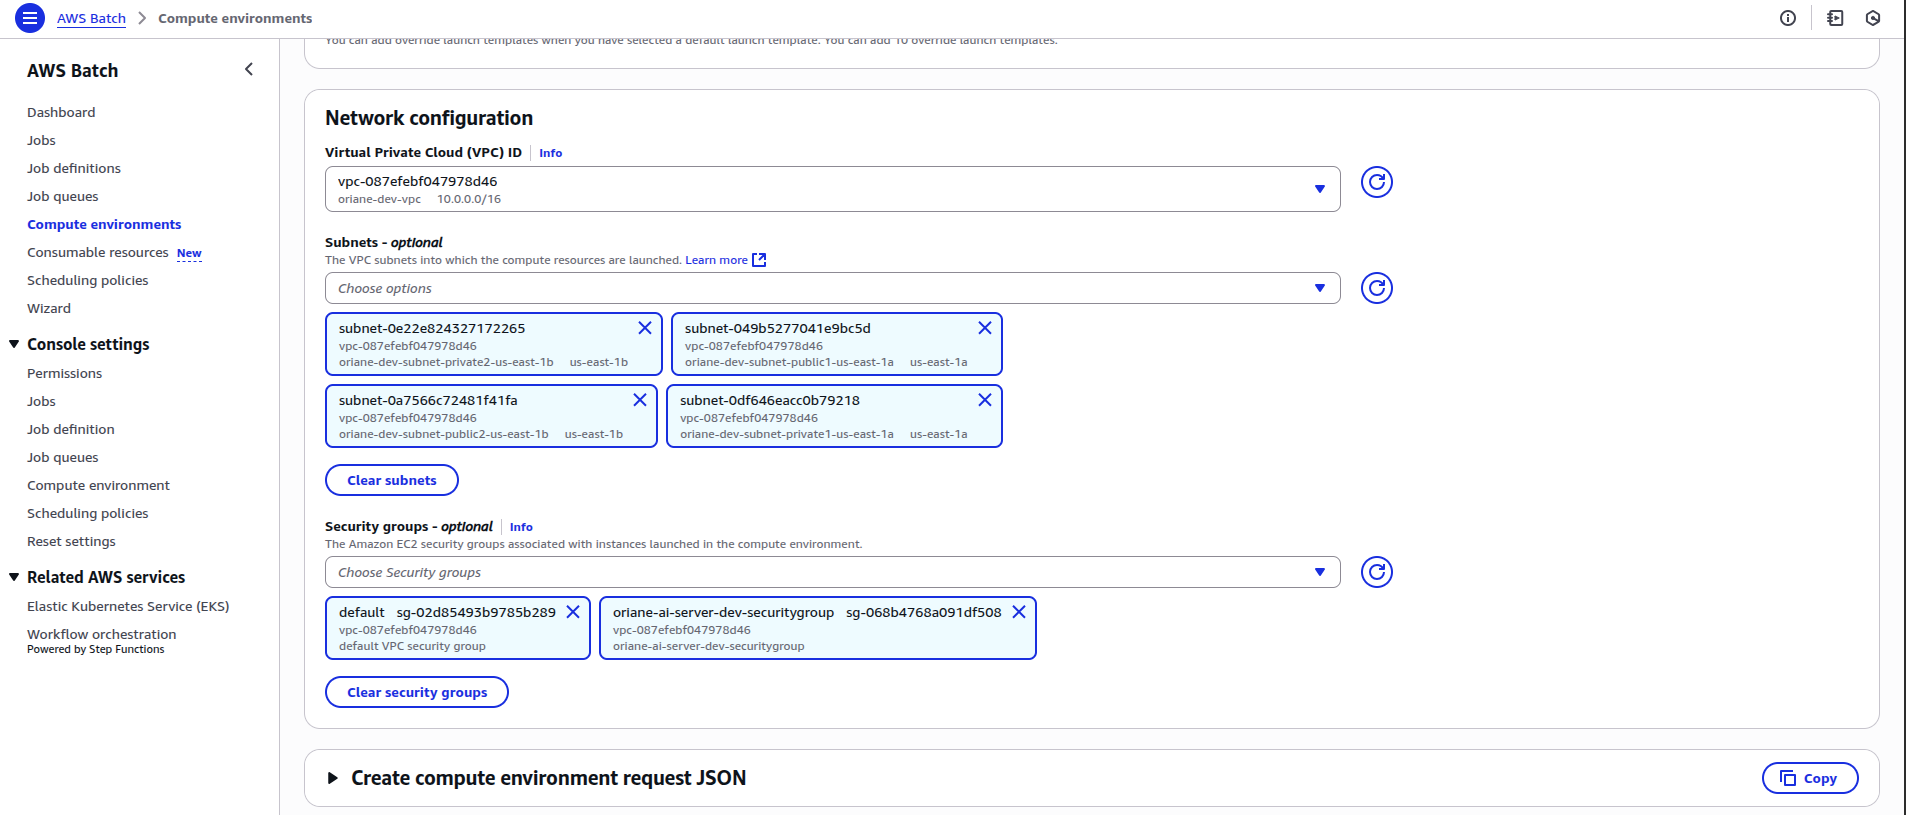 AWS Batch
Compute environments
You can add override launch templates when you have selected a default launch template. You can add 10 override launch templates.
AWS Batch
Dashboard
Jobs
Job definitions
Job queues
Compute environments
Consumable resources New
Scheduling policies
Wizard
Console settings
Permissions
Jobs
Job definition
Job queues
Compute environment
Scheduling policies
Reset settings
Related AWS services
Elastic Kubernetes Service (EKS)
Workflow orchestration
Powered by Step Functions
Network configuration
Virtual Private Cloud (VPC) ID Info
vpc-087efebf047978d46
oriane-dev-vpc 10.0.0.0/16
Subnets - optional
The VPC subnets into which the compute resources are launched. Learn more
Choose options
subnet-0e22e824327172265
vpc-087efebf047978d46
oriane-dev-subnet-private2-us-east-1b us-east-1b
subnet-049b5277041e9bc5d
vpc-087efebf047978d46
oriane-dev-subnet-public1-us-east-1a us-east-1a
subnet-0a7566c72481f41fa
vpc-087efebf047978d46
oriane-dev-subnet-public2-us-east-1b us-east-1b
subnet-0df646eacc0b79218
vpc-087efebf047978d46
oriane-dev-subnet-private1-us-east-1a us-east-1a
Clear subnets
Security groups - optional Info
The Amazon EC2 security groups associated with instances launched in the compute environment.
Choose Security groups
default sg-02d85493b9785b289
vpc-087efebf047978d46
default VPC security group
oriane-ai-server-dev-securitygroup sg-068b4768a091df508
vpc-087efebf047978d46
oriane-ai-server-dev-securitygroup
Clear security groups
Create compute environment request JSON
Copy